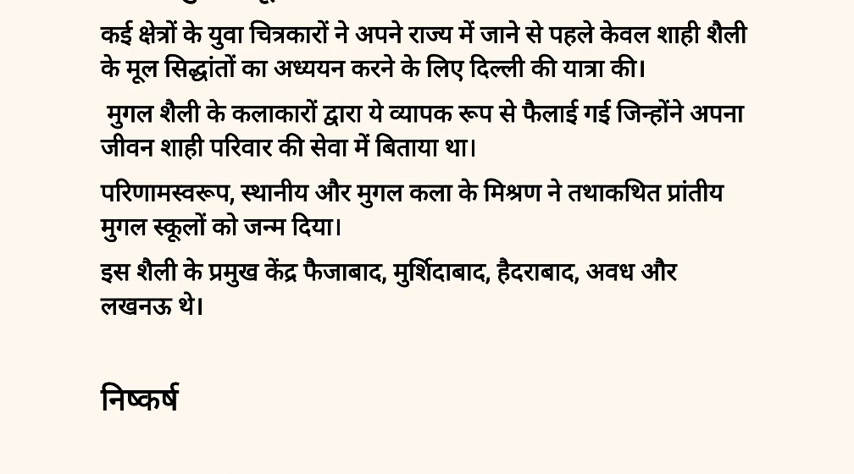 कई क्षेत्रों के युवा चित्रकारों ने अपने राज्य में जाने से पहले केवल शाही शैली
के मूल सिद्धांतों का अध्ययन करने के लिए दिल्ली की यात्रा की।
मुगल शैली के कलाकारों द्वारा ये व्यापक रूप से फैलाई गई जिन्होंने अपना
जीवन शाही परिवार की सेवा में बिताया था।
परिणामस्वरूप, स्थानीय और मुगल कला के मिश्रण ने तथाकथित प्रांतीय
मुगल स्कूलों को जन्म दिया।
इस शैली के प्रमुख केंद्र फैजाबाद, मुर्शिदाबाद, हैदराबाद, अवध और
लखनऊ थे।
निष्कर्ष